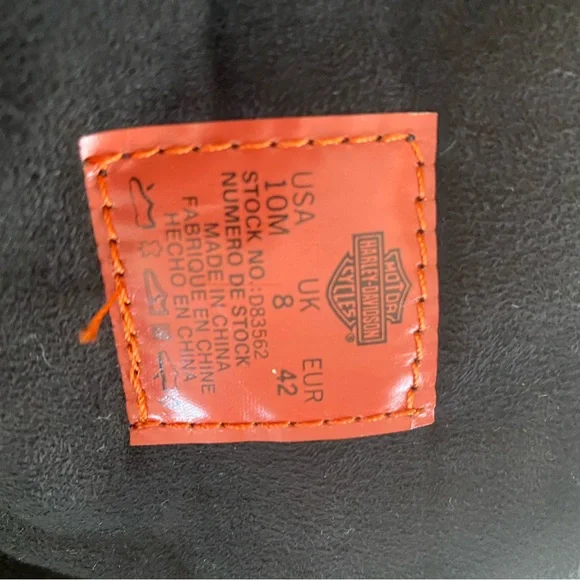 MOTOR
HARLEY-DAVIDSON
CYCLES®
USA UK EUR
10M 8 42
STOCK NO.:D83562
NUMERO DE STOCK
MADE IN CHINA
FABRIQUE EN CHINE
HECHO EN CHINA